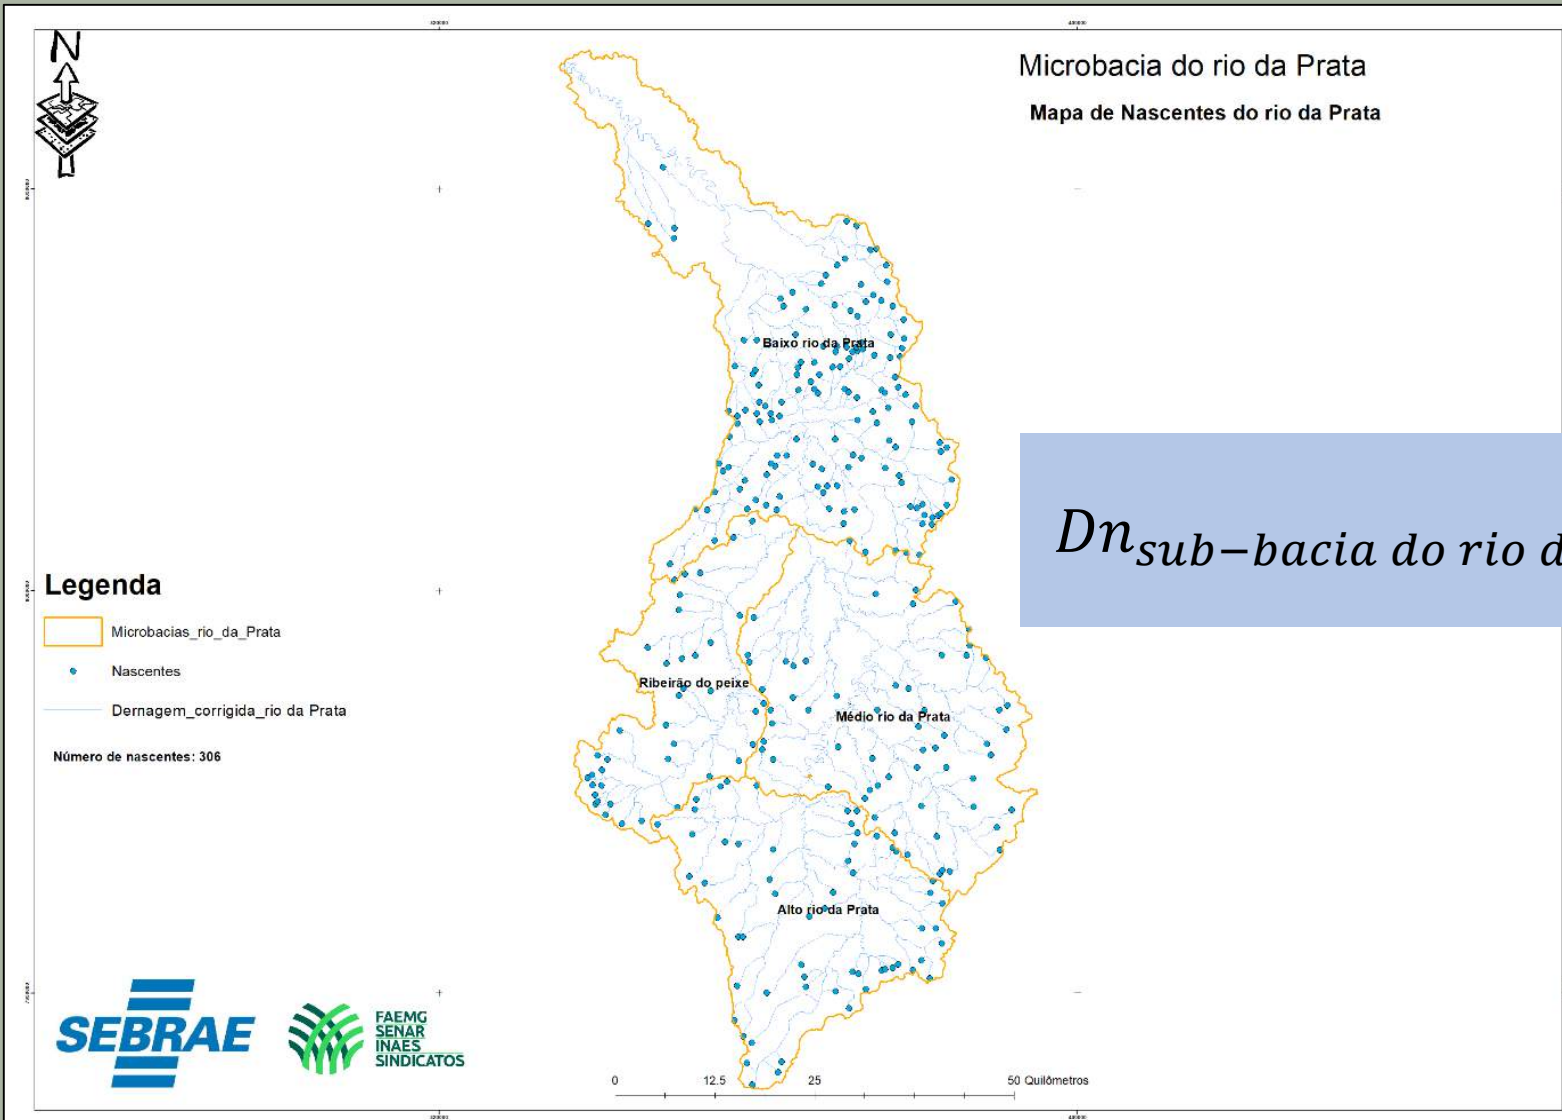 N
Microbacia do rio da Prata
Mapa de Nascentes do rio da Prata
Baixo rio da Prata
Dn sub−bacia do rio d
Legenda
Microbacias_rio_da_Prata
Nascentes
Dernagem_corrigida_rio da Prata
Número de nascentes: 306
Ribeirão do peixe
Médio rio da Prata
Alto rio da Prata
SEBRAE
FAEMG
SENAR
INAES
SINDICATOS
0 12.5 25 50 Quilômetros